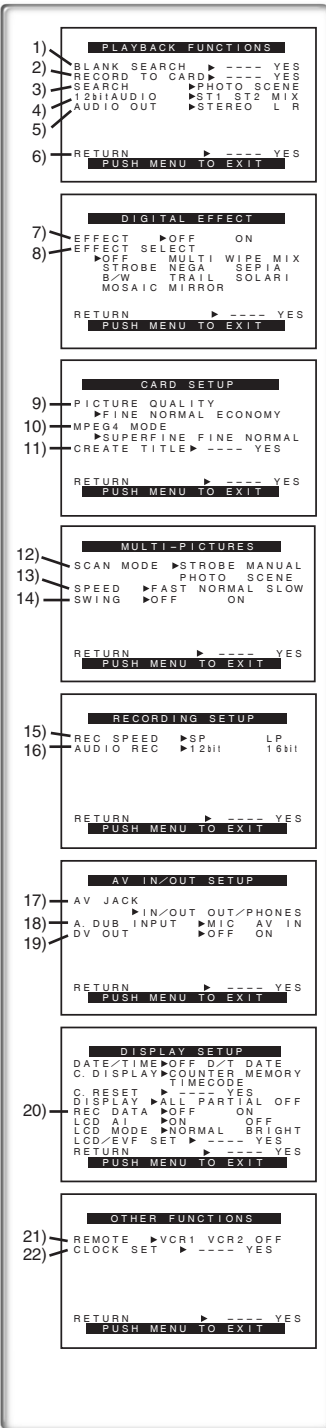 PLAYBACK FUNCTIONS
1) BLANK SEARCH ▶ ---- YES
2) RECORD TO CARD▶ ---- YES
3) SEARCH ▶PHOTO SCENE
4) 12bitAUDIO ▶ST1 ST2 MIX
5) AUDIO OUT ▶STEREO L R
6) RETURN ▶ ---- YES
PUSH MENU TO EXIT
DIGITAL EFFECT
7) EFFECT ▶OFF ON
8) EFFECT SELECT
▶OFF MULTI WIPE MIX
STROBE NEGA SEPIA
B/W TRAIL SOLARI
MOSAIC MIRROR
RETURN ▶ ---- YES
PUSH MENU TO EXIT
CARD SETUP
9) PICTURE QUALITY
▶FINE NORMAL ECONOMY
10) MPEG4 MODE
▶SUPERFINE FINE NORMAL
11) CREATE TITLE▶ ---- YES
RETURN ▶ ---- YES
PUSH MENU TO EXIT
MULTI-PICTURES
12) SCAN MODE ▶STROBE MANUAL
PHOTO SCENE
13) SPEED ▶FAST NORMAL SLOW
14) SWING ▶OFF ON
RETURN ▶ ---- YES
PUSH MENU TO EXIT
RECORDING SETUP
15) REC SPEED ▶SP LP
16) AUDIO REC ▶12bit 16bit
RETURN ▶ ---- YES
PUSH MENU TO EXIT
AV IN/OUT SETUP
17) AV JACK
▶IN/OUT OUT/PHONES
18) A. DUB INPUT ▶MIC AV IN
19) DV OUT ▶OFF ON
RETURN ▶ ---- YES
PUSH MENU TO EXIT
DISPLAY SETUP
DATE/TIME▶OFF D/T DATE
C. DISPLAY▶COUNTER MEMORY
TIMECODE
C. RESET ▶ ---- YES
DISPLAY ▶ALL PARTIAL OFF
20) REC DATA ▶OFF ON
LCD AI ▶ON OFF
LCD MODE ▶NORMAL BRIGHT
LCD/EVF SET ▶ ---- YES
RETURN ▶ ---- YES
PUSH MENU TO EXIT
OTHER FUNCTIONS
21) REMOTE ▶VCR1 VCR2 OFF
22) CLOCK SET ▶ ---- YES
RETURN ▶ ---- YES
PUSH MENU TO EXIT